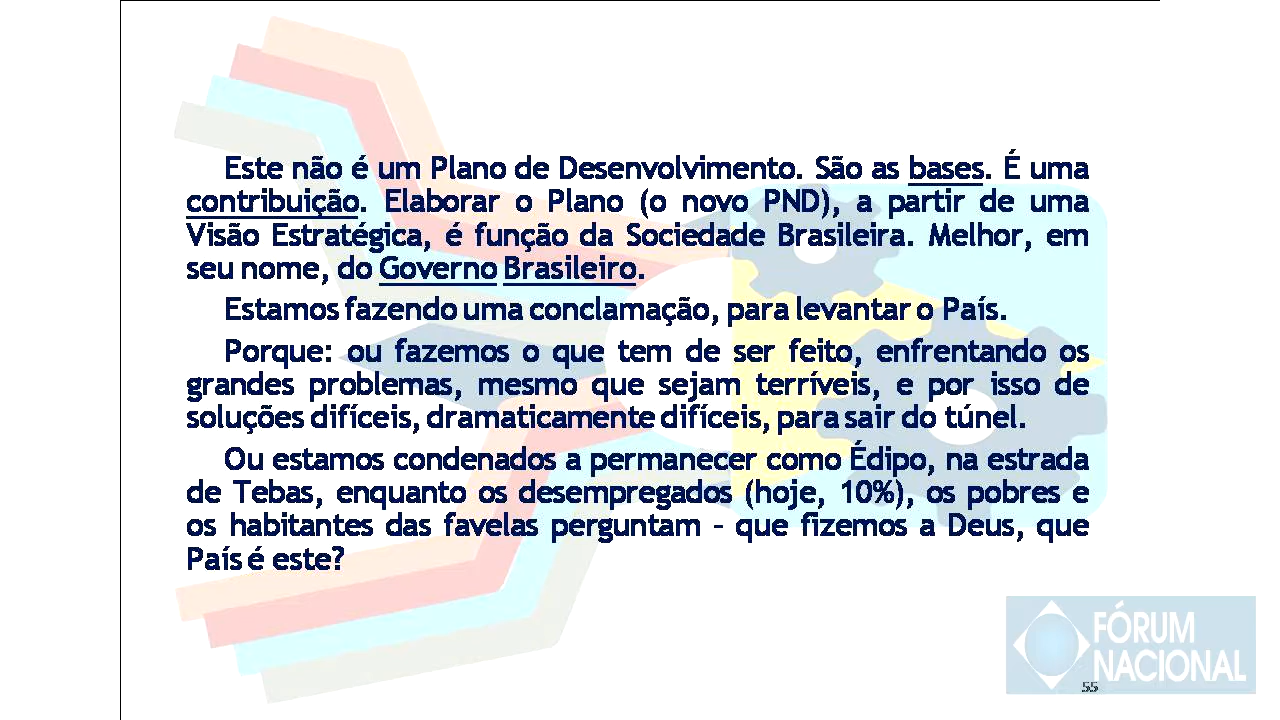 Este não é um Plano de Desenvolvimento. São as bases. É uma
contribuição. Elaborar o Plano (o novo PND), a partir de uma
Visão Estratégica, é função da Sociedade Brasileira. Melhor, em
seu nome, do Governo Brasileiro.
Estamos fazendo uma conclamação, para levantar o País.
Porque: ou fazemos o que tem de ser feito, enfrentando os
grandes problemas, mesmo que sejam terríveis, e por isso de
soluções difíceis, dramaticamente difíceis, para sair do túnel.
Ou estamos condenados a permanecer como Édipo, na estrada
de Tebas, enquanto os desempregados (hoje, 10%), os pobres e
os habitantes das favelas perguntam – que fizemos a Deus, que
País é este?
FÓRUM
NACIONAL
55